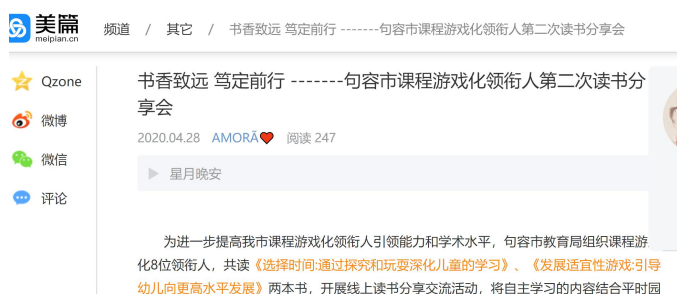 美篇
meipian.cn
频道 / 其它 / 书香致远 笃定前行 -------句容市课程游戏化领衔人第二次读书分享会
Qzone
微博
微信
评论
书香致远 笃定前行 -------句容市课程游戏化领衔人第二次读书分
享会
2020.04.28 AMORÃ❤ 阅读 247
星月晚安
为进一步提高我市课程游戏化领衔人引领能力和学术水平，句容市教育局组织课程游
化8位领衔人，共读《选择时间:通过探究和玩耍深化儿童的学习》、《发展适宜性游戏:引导
幼儿向更高水平发展》两本书，开展线上读书分享交流活动，将自主学习的内容结合平时园